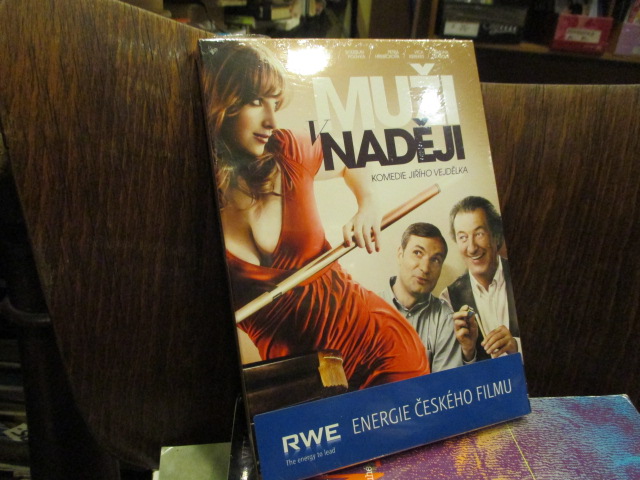 MUŽI
V NADĚJI
KOMEDIE JIŘÍHO VEJDĚLKA
RWE
The energy to lead
ENERGIE ČESKÉHO FILMU